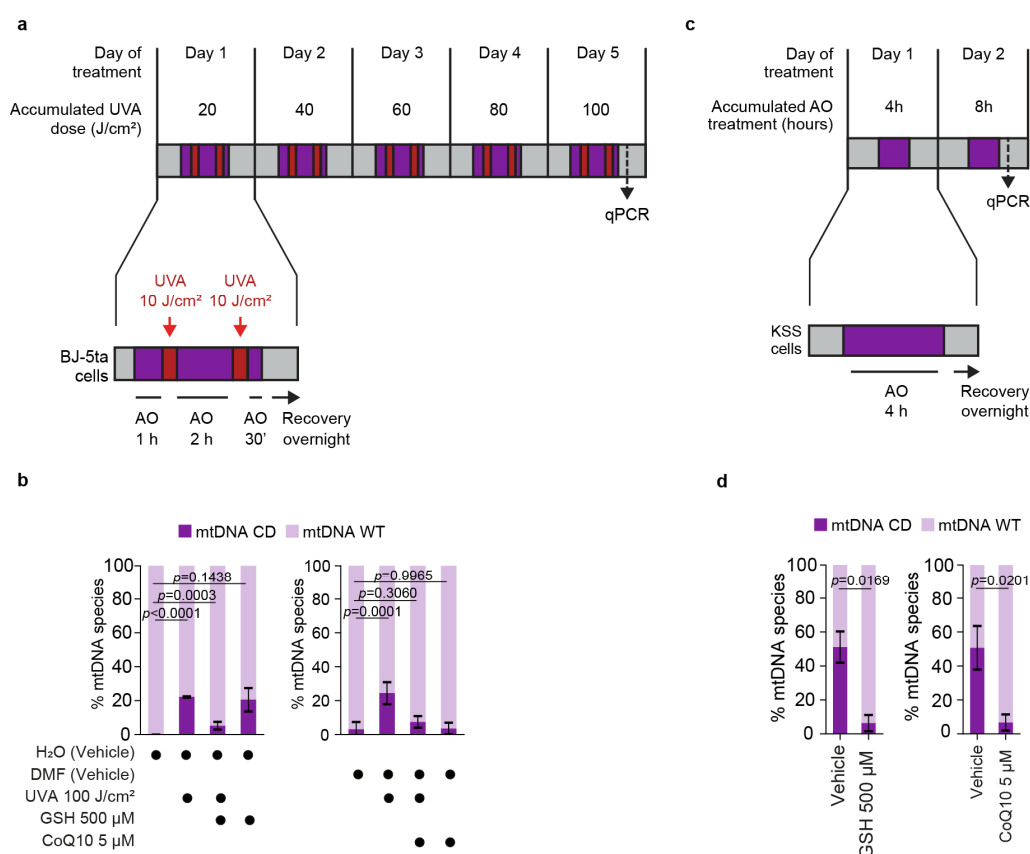 a
Day of
treatment
Day 1
Day 2
Day 3
Day 4
Day 5
Accumulated UVA
dose (J/cm²)
20
40
60
80
100
qPCR
UVA
10 J/cm²
UVA
10 J/cm²
BJ-5ta
cells
AO
1 h
AO
2 h
AO
30’
Recovery
overnight
c
Day of
treatment
Day 1
Day 2
Accumulated AO
treatment (hours)
4h
8h
qPCR
KSS
cells
AO
4 h
Recovery
overnight
b
mtDNA CD
mtDNA WT
% mtDNA species
100
80
60
40
20
0
p=0.1438
p=0.0003
p<0.0001
% mtDNA species
100
80
60
40
20
0
p=0.9965
p=0.3060
p=0.0001
H₂O (Vehicle)
DMF (Vehicle)
UVA 100 J/cm²
GSH 500 µM
CoQ10 5 µM
d
mtDNA CD
mtDNA WT
% mtDNA species
100
80
60
40
20
0
p=0.0169
Vehicle
GSH 500 µM
% mtDNA species
100
80
60
40
20
0
p=0.0201
Vehicle
CoQ10 5 µM